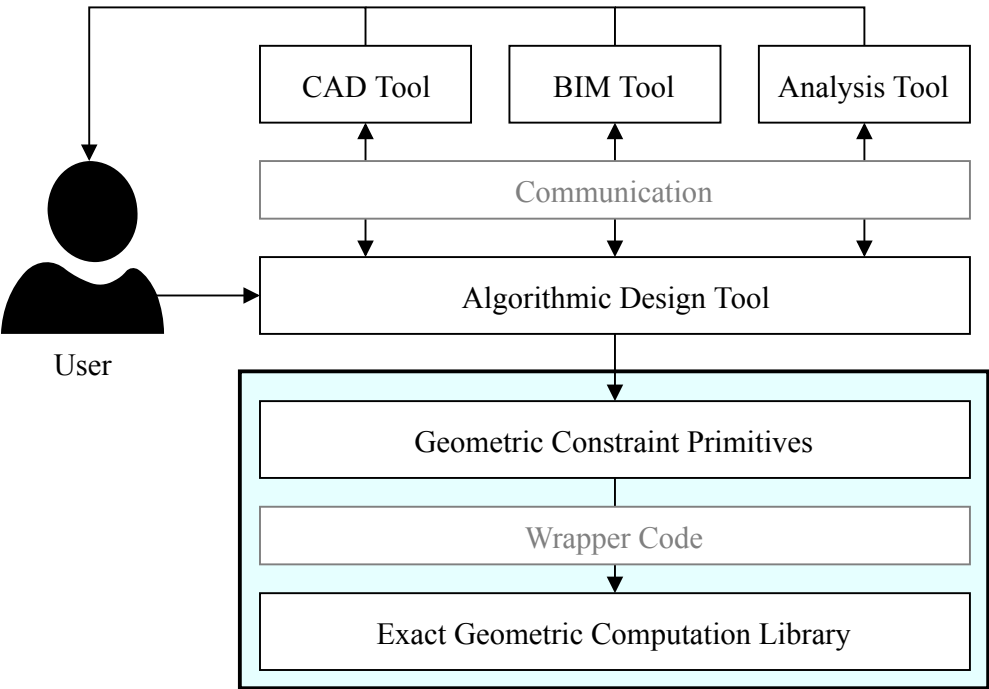 CAD Tool
BIM Tool
Analysis Tool
Communication
Algorithmic Design Tool
User
Geometric Constraint Primitives
Wrapper Code
Exact Geometric Computation Library